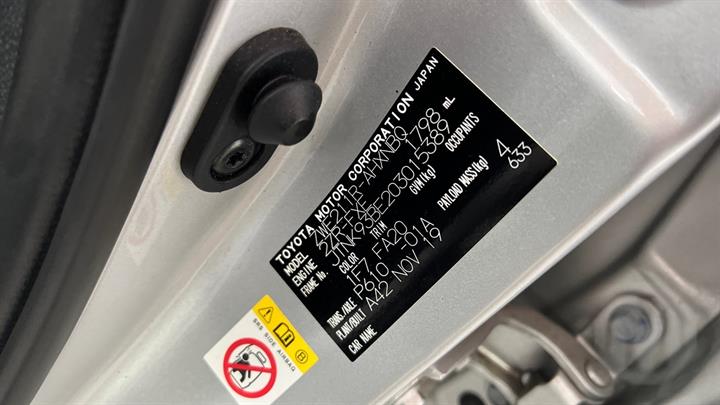 TOYOTA MOTOR CORPORATION JAPAN
MODEL ZWE211R-AHXNBQ
ENGINE 2ZR-FXE 1798 mL
FRAME No. JTNK93BE203015389
COLOR TRIM GVM(kg) OCCUPANTS 4
1F7 FA20 PAYLOAD MASS(kg) 633
TRANS/AXLE P610 -01A
PLANT/BUILT A42 NOV 19
CAR NAME
SRS SIDE AIRBAG
B